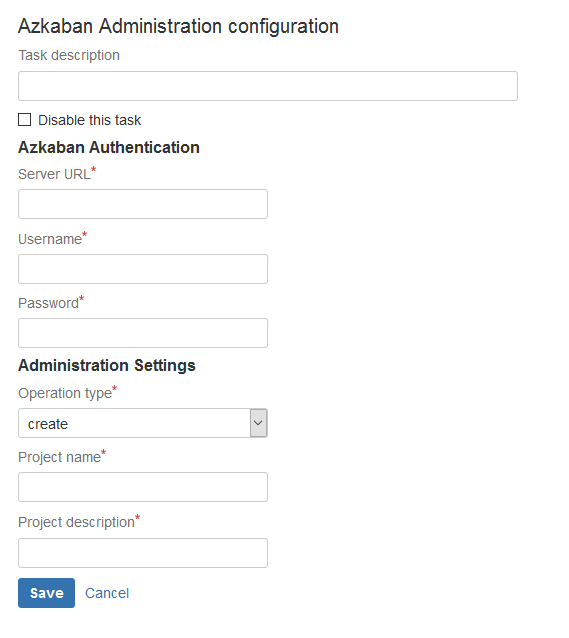 Azkaban Administration configuration
Task description
Disable this task
Azkaban Authentication
Server URL*
Username*
Password*
Administration Settings
Operation type*
create
Project name*
Project description*
Save Cancel